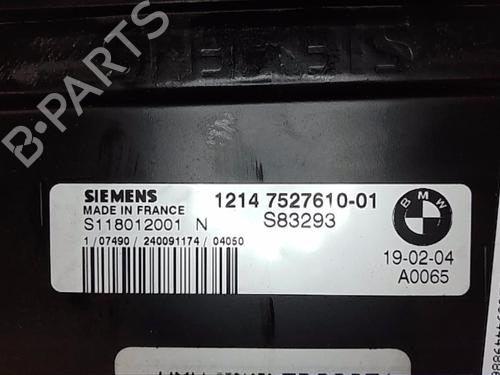 B-PARTS
SIEMENS
SIEMENS
MADE IN FRANCE
S118012001 N
1 / 07490 / 240091174 / 04050
1214 7527610-01
S83293
BMW
19-02-04
A0065